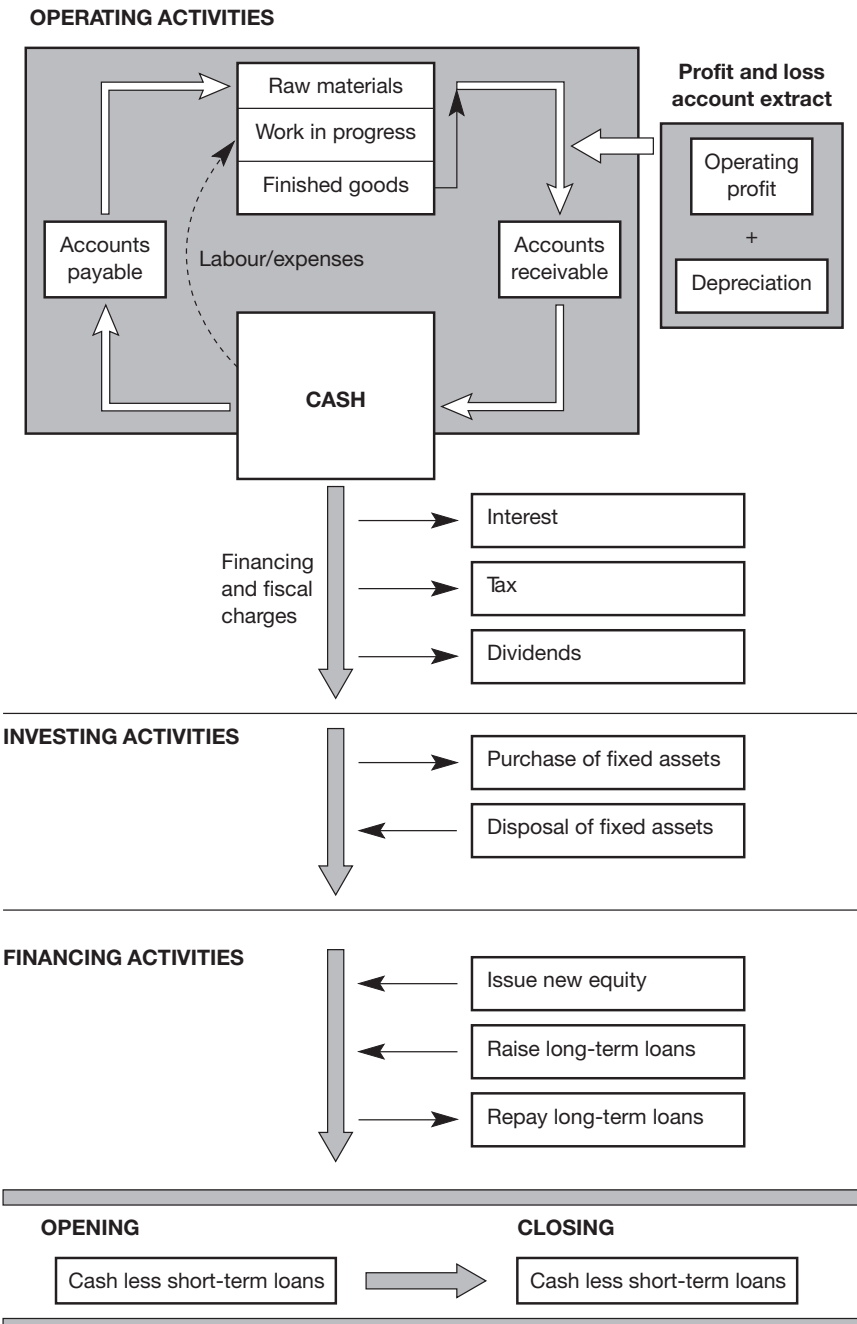 OPERATING ACTIVITIES
Profit and loss
account extract
Raw materials
Work in progress
Finished goods
Operating
profit
+
Depreciation
Accounts
payable
Labour/expenses
Accounts
receivable
CASH
Financing
and fiscal
charges
Interest
Tax
Dividends
INVESTING ACTIVITIES
Purchase of fixed assets
Disposal of fixed assets
FINANCING ACTIVITIES
Issue new equity
Raise long-term loans
Repay long-term loans
OPENING
CLOSING
Cash less short-term loans
Cash less short-term loans